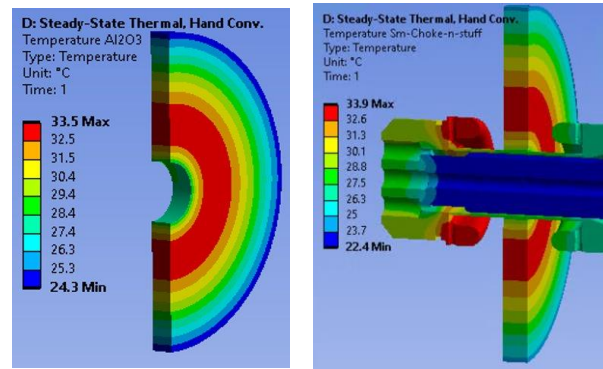 D: Steady-State Thermal, Hand Conv.
Temperature Al2O3
Type: Temperature
Unit: °C
Time: 1
33.5 Max
32.5
31.5
30.4
29.4
28.4
27.4
26.3
25.3
24.3 Min
D: Steady-State Thermal, Hand Conv.
Temperature Sm-Choke-n-stuff
Type: Temperature
Unit: °C
Time: 1
33.9 Max
32.6
31.3
30.1
28.8
27.5
26.3
25
23.7
22.4 Min